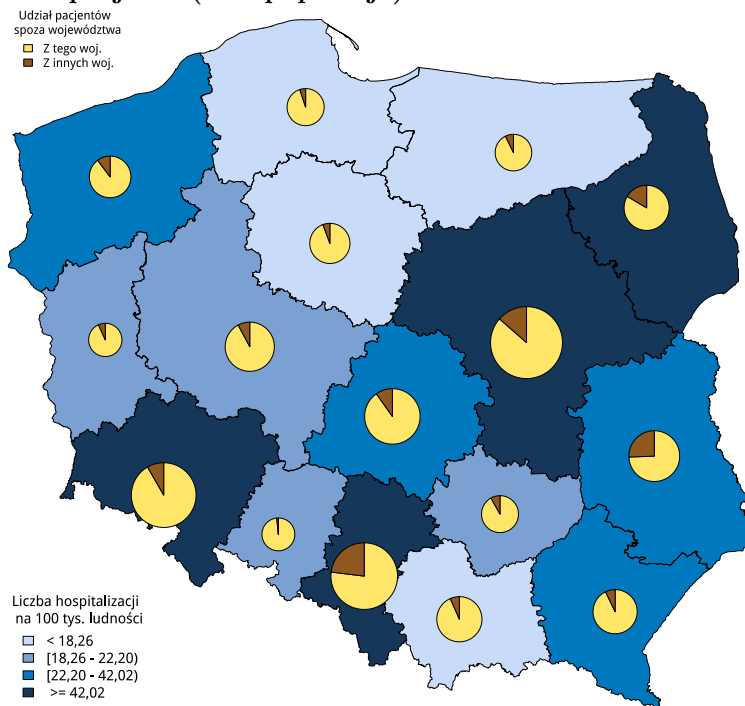 Udział pacjentów
spoza województwa
Z tego woj.
Z innych woj.
Liczba hospitalizacji
na 100 tys. ludności
< 18,26
[18,26 - 22,20)
[22,20 - 42,02)
>= 42,02